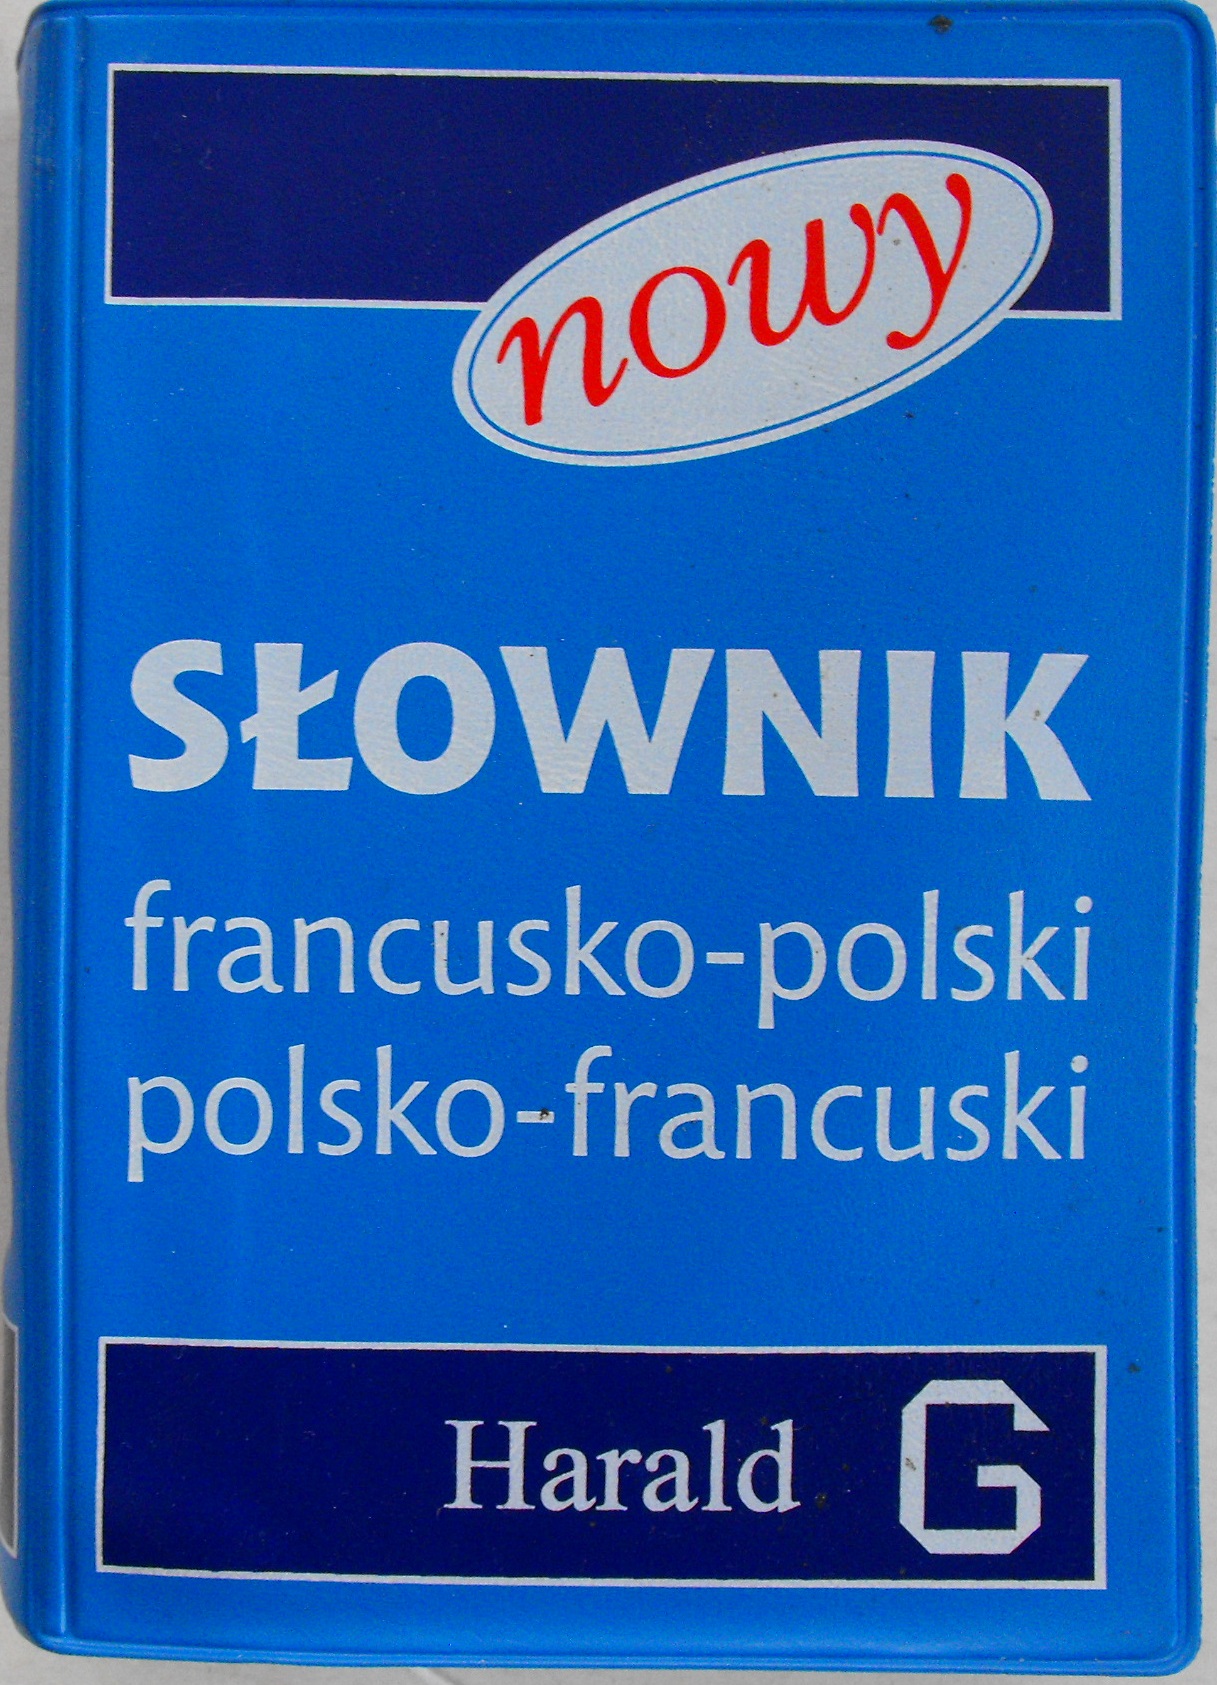 nowy
SŁOWNIK
francusko-polski
polsko-francuski
Harald G